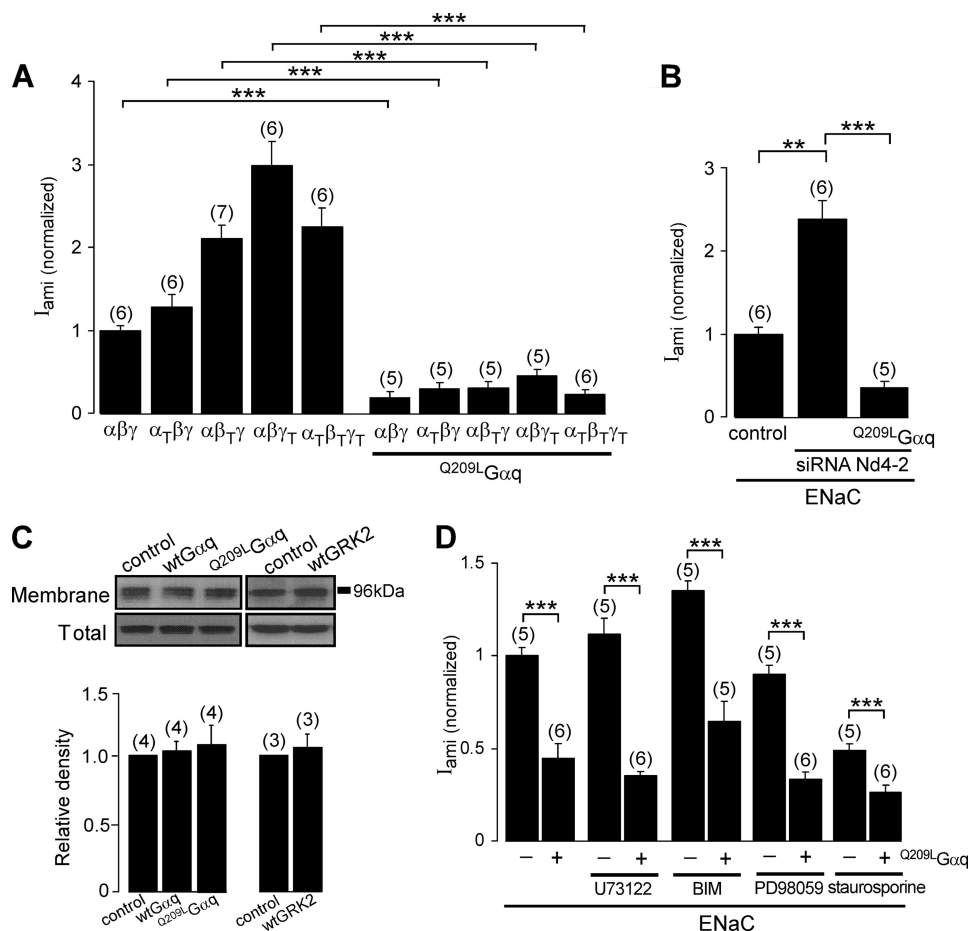 A
***
***
***
***
***
4
3
2
1
0
Iami (normalized)
(6)
(6)
(7)
(6)
(6)
(5)
(5)
(5)
(5)
(6)
αβγ
αTβγ
αβTγ
αβγT
αTβTγT
αβγ
αTβγ
αβTγ
αβγT
αTβTγT
Q209LGαq
B
**
***
3
2
1
0
Iami (normalized)
(6)
(6)
(5)
control
Q209LGαq
siRNA Nd4-2
ENaC
C
control
wtGαq
Q209LGαq
control
wtGRK2
Membrane
96kDa
Total
1.5
1.0
0.5
0
Relative density
(4)
(4)
(4)
(3)
(3)
control
wtGαq
Q209LGαq
control
wtGRK2
D
1.5
1
0.5
0
Iami (normalized)
***
***
***
***
***
(5)
(6)
(5)
(6)
(5)
(5)
(5)
(6)
(5)
(6)
− + − + − + − + − + Q209LGαq
U73122 BIM PD98059 staurosporine
ENaC